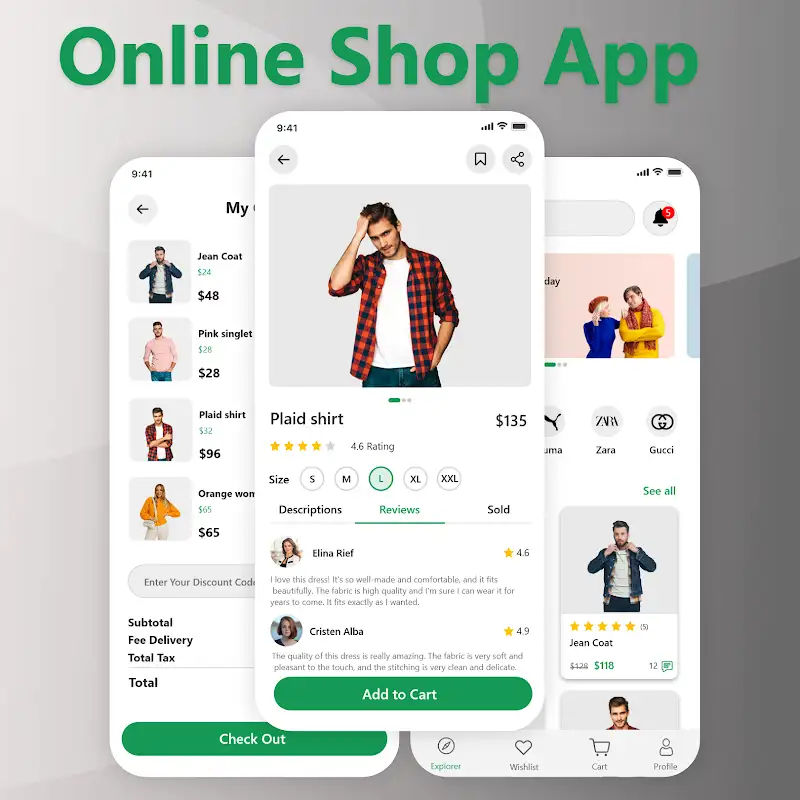 Online Shop App
9:41
My
Jean Coat
$24
$48
Pink singlet
$28
$28
Plaid shirt
$32
$96
Orange
$65
$65
Enter Your Discount Code
Subtotal
Fee Delivery
Total Tax
Total
Check Out
9:41
Plaid shirt
$135
4.6 Rating
Size S M L XL XXL
Descriptions Reviews Sold
Elina Rief 4.6
I love this dress! It's so well-made and comfortable, and it fits
beautifully. The fabric is high quality and I'm sure I can wear it for
years to come. It fits exactly as I wanted.
Cristen Alba 4.9
The quality of this dress is really amazing. The fabric is very soft and
pleasant to the touch, and the stitching is very clean and delicate.
Add to Cart
5
day
uma
ZARA
Zara
Gucci
See all
(5)
Jean Coat
$128 $118 12
Explorer
Wishlist
Cart
Profile